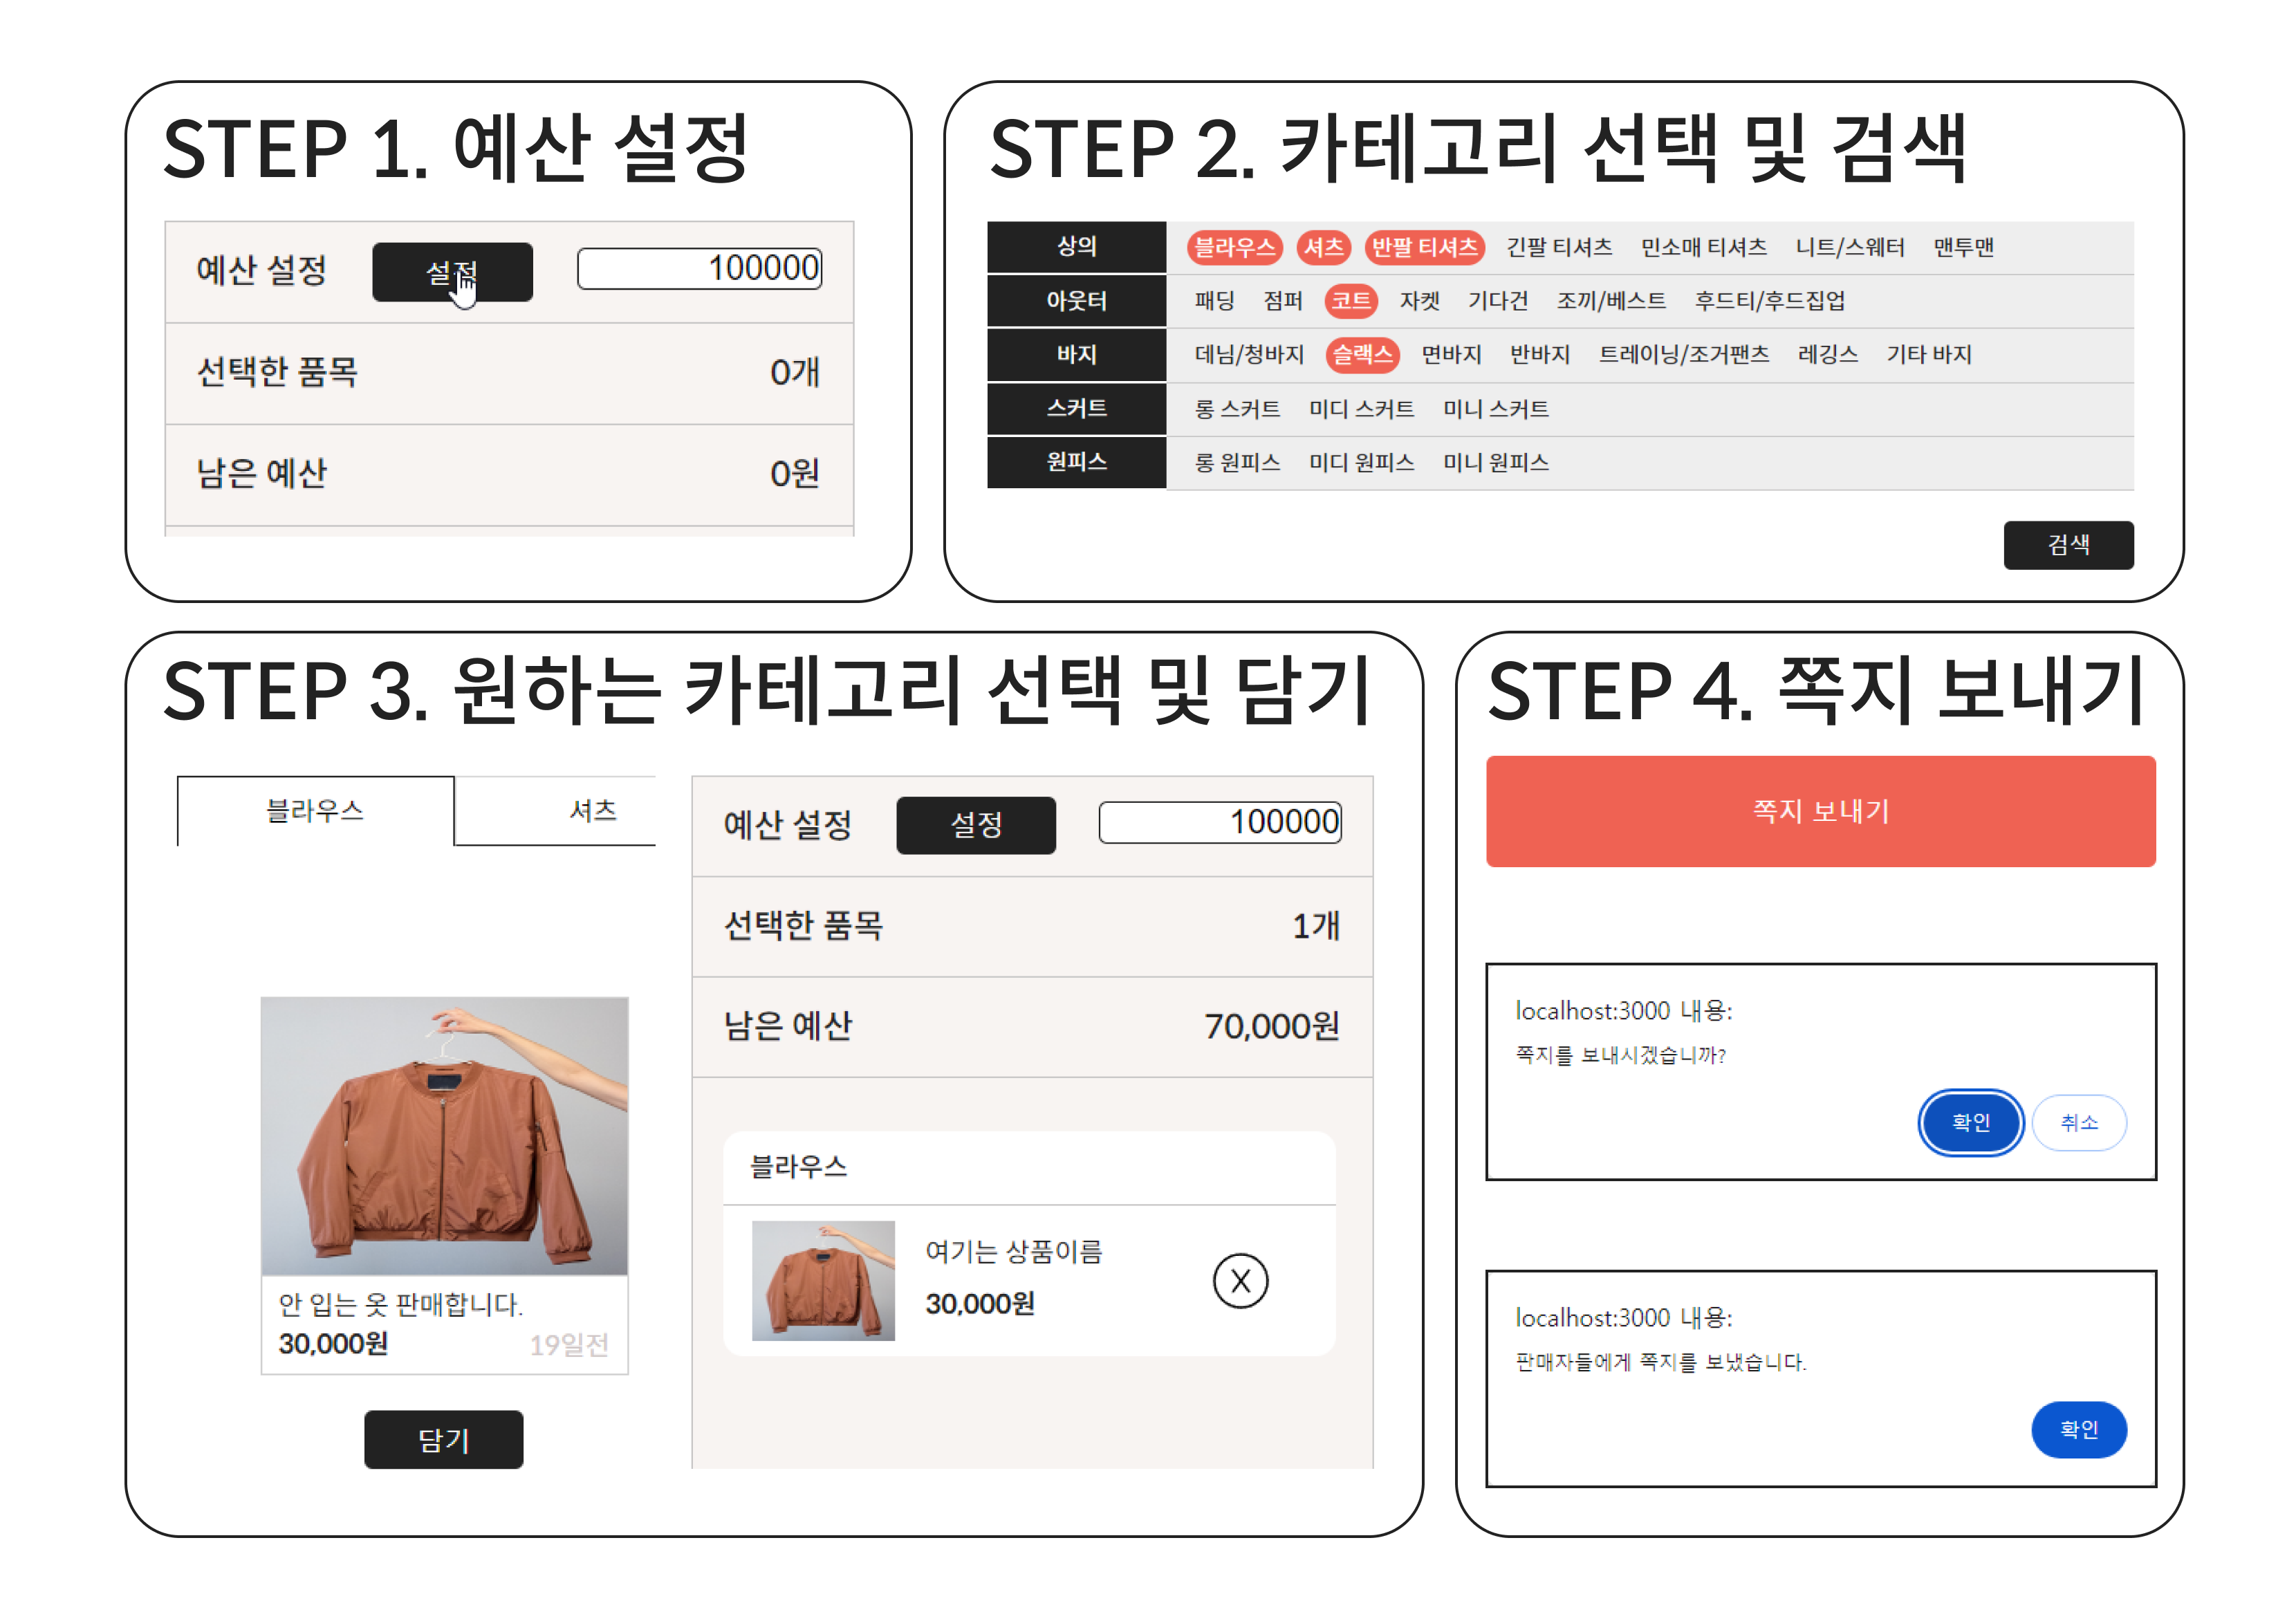 STEP 1. 예산 설정
예산 설정 설정 100000
선택한 품목 0개
남은 예산 0원
STEP 2. 카테고리 선택 및 검색
상의 블라우스 셔츠 반팔 티셔츠 긴팔 티셔츠 민소매 티셔츠 니트/스웨터 맨투맨
아웃터 패딩 점퍼 코트 자켓 기다건 조끼/베스트 후드티/후드집업
바지 데님/청바지 슬랙스 면바지 반바지 트레이닝/조거팬츠 레깅스 기타 바지
스커트 롱 스커트 미디 스커트 미니 스커트
원피스 롱 원피스 미디 원피스 미니 원피스
검색
STEP 3. 원하는 카테고리 선택 및 담기
블라우스 셔츠
안 입는 옷 판매합니다.
30,000원 19일전
담기
예산 설정 설정 100000
선택한 품목 1개
남은 예산 70,000원
블라우스
여기는 상품이름
30,000원
X
STEP 4. 쪽지 보내기
쪽지 보내기
localhost:3000 내용:
쪽지를 보내시겠습니까?
확인 취소
localhost:3000 내용:
판매자들에게 쪽지를 보냈습니다.
확인